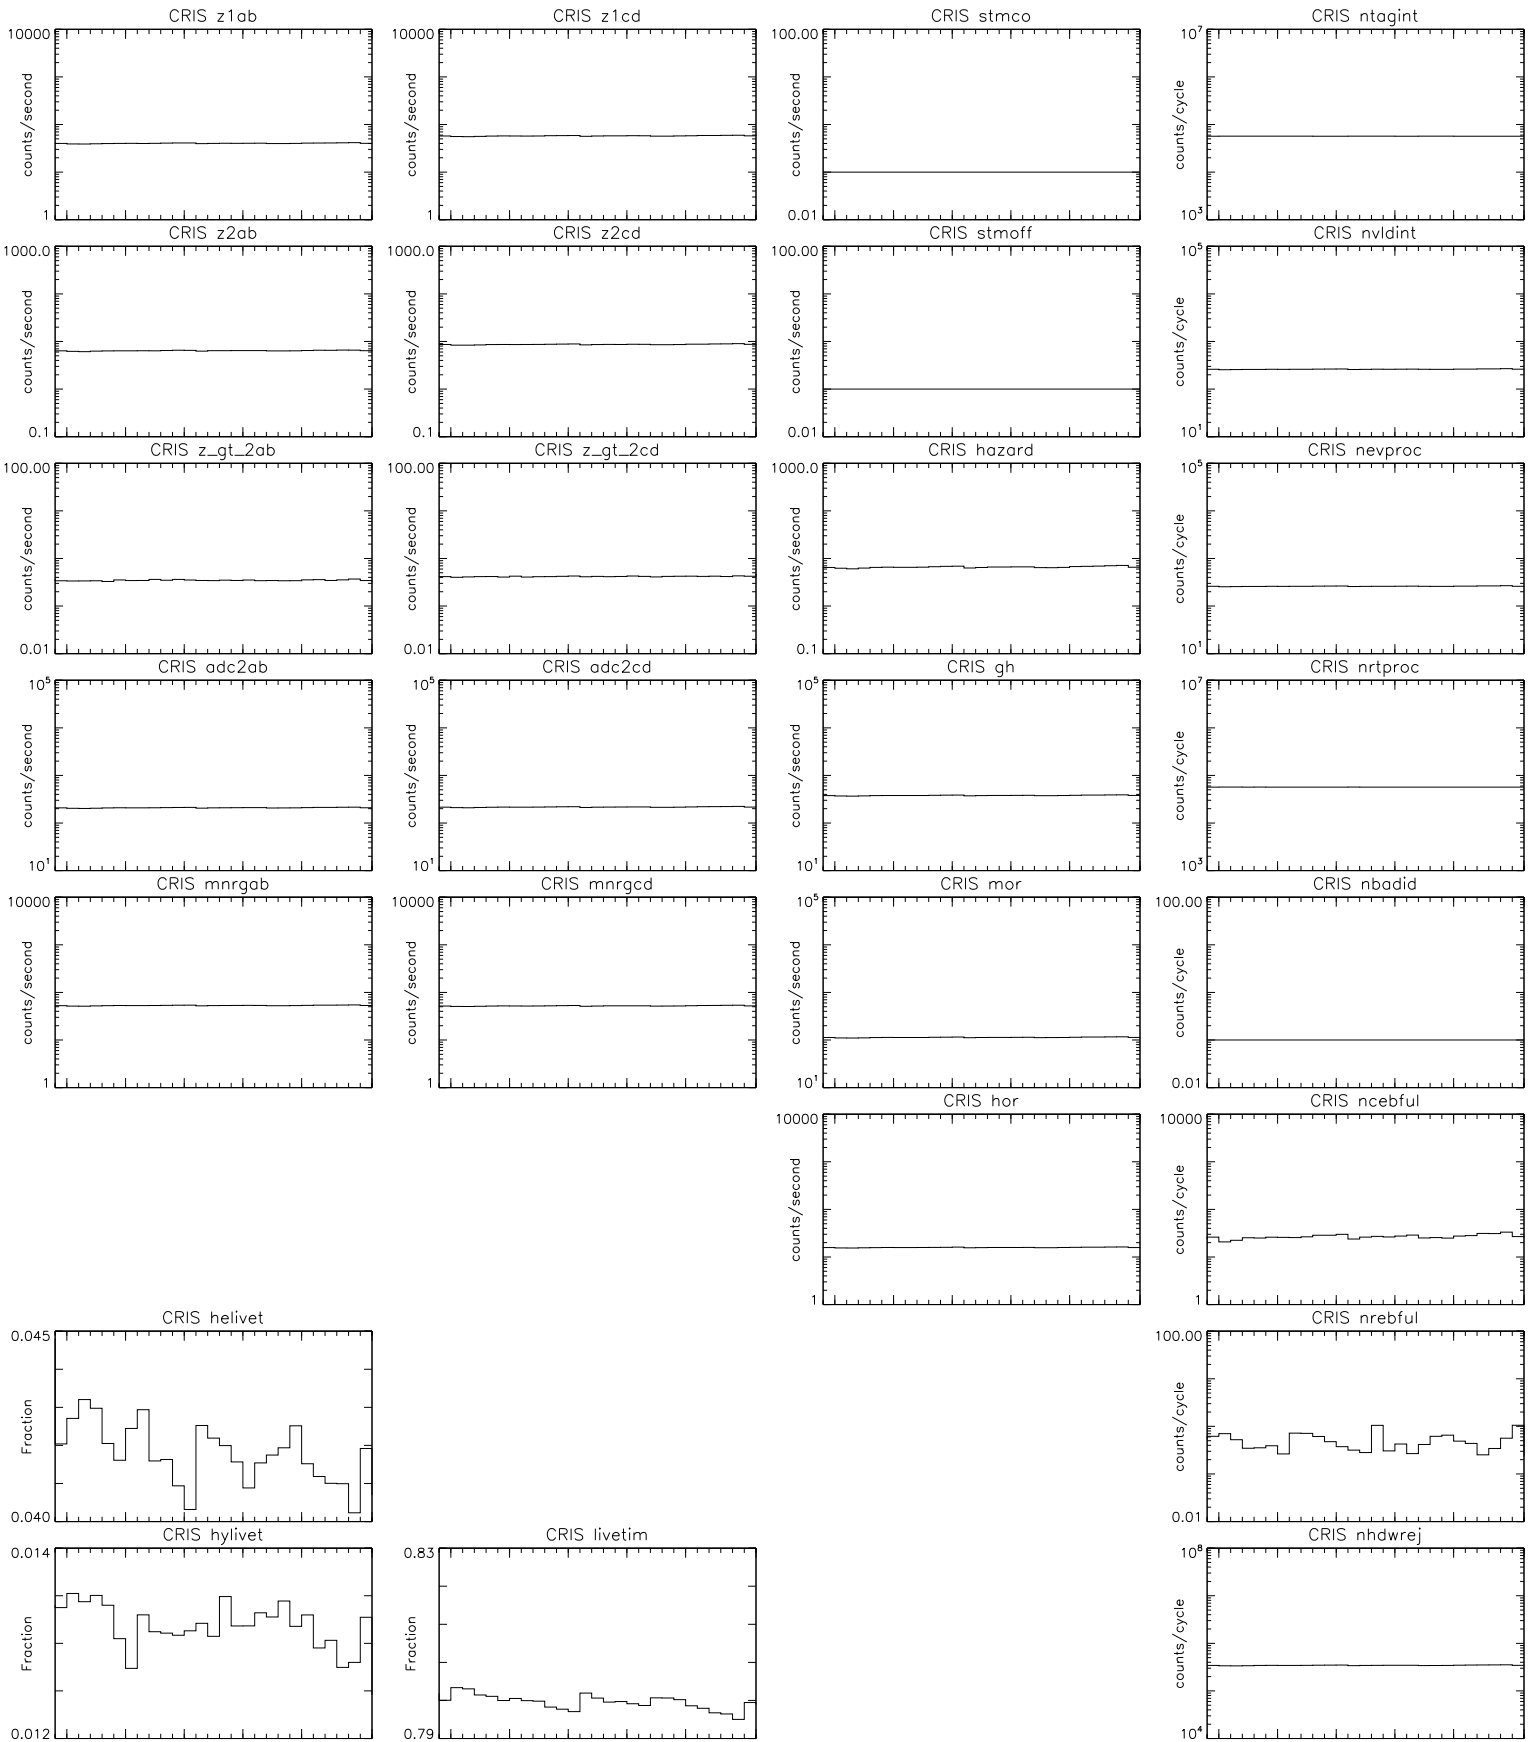 CRIS z1ab CRIS z1cd CRIS stmco CRIS ntagint
10000 10000 100.00 10⁷
counts/second counts/second counts/second counts/cycle
1 1 0.01 10³
CRIS z2ab CRIS z2cd CRIS stmoff CRIS nvldint
1000.0 1000.0 100.00 10⁵
counts/second counts/second counts/second counts/cycle
0.1 0.1 0.01 10¹
CRIS z_gt_2ab CRIS z_gt_2cd CRIS hazard CRIS nevproc
100.00 100.00 1000.0 10⁵
counts/second counts/second counts/second counts/cycle
0.01 0.01 0.1 10¹
CRIS adc2ab CRIS adc2cd CRIS gh CRIS nrtproc
10⁵ 10⁵ 10⁵ 10⁷
counts/second counts/second counts/second counts/cycle
10¹ 10¹ 10¹ 10³
CRIS mnrgab CRIS mnrgcd CRIS mor CRIS nbadid
10000 10000 10⁵ 100.00
counts/second counts/second counts/second counts/cycle
1 1 10¹ 0.01
CRIS hor CRIS ncebful
10000 10000
counts/second counts/cycle
1 1
CRIS helivet CRIS nrebful
0.045 100.00
Fraction counts/cycle
0.040 0.01
CRIS hylivet CRIS livetim CRIS nhdwrej
0.014 0.83 10⁸
Fraction Fraction counts/cycle
0.012 0.79 10⁴